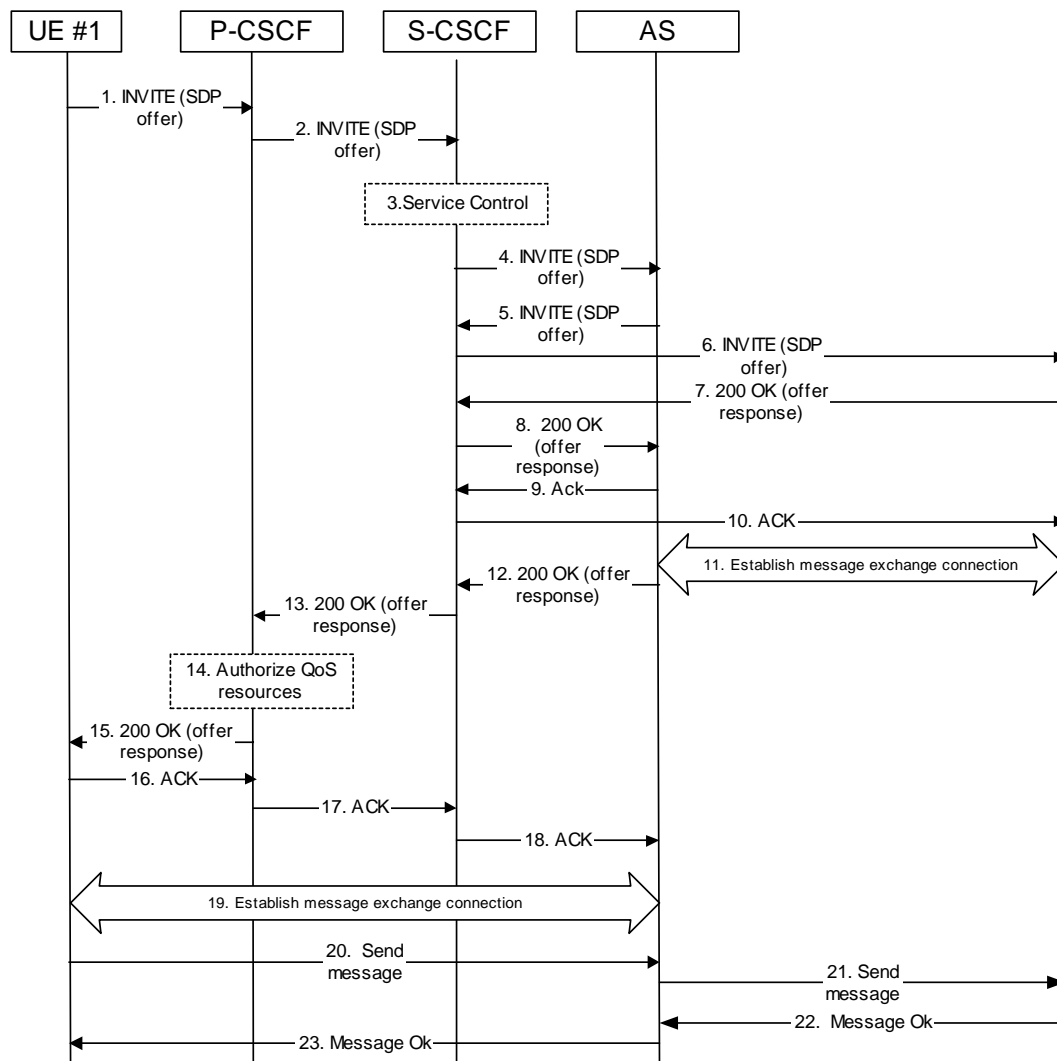 UE #1
P-CSCF
S-CSCF
AS
1. INVITE (SDP
offer)
2. INVITE (SDP
offer)
3.Service Control
4. INVITE (SDP
offer)
5. INVITE (SDP
offer)
6. INVITE (SDP
offer)
7. 200 OK (offer
response)
8. 200 OK
(offer
response)
9. Ack
10. ACK
11. Establish message exchange connection
12. 200 OK (offer
response)
13. 200 OK (offer
response)
14. Authorize QoS
resources
15. 200 OK (offer
response)
16. ACK
17. ACK
18. ACK
19. Establish message exchange connection
20. Send
message
21. Send
message
22. Message Ok
23. Message Ok